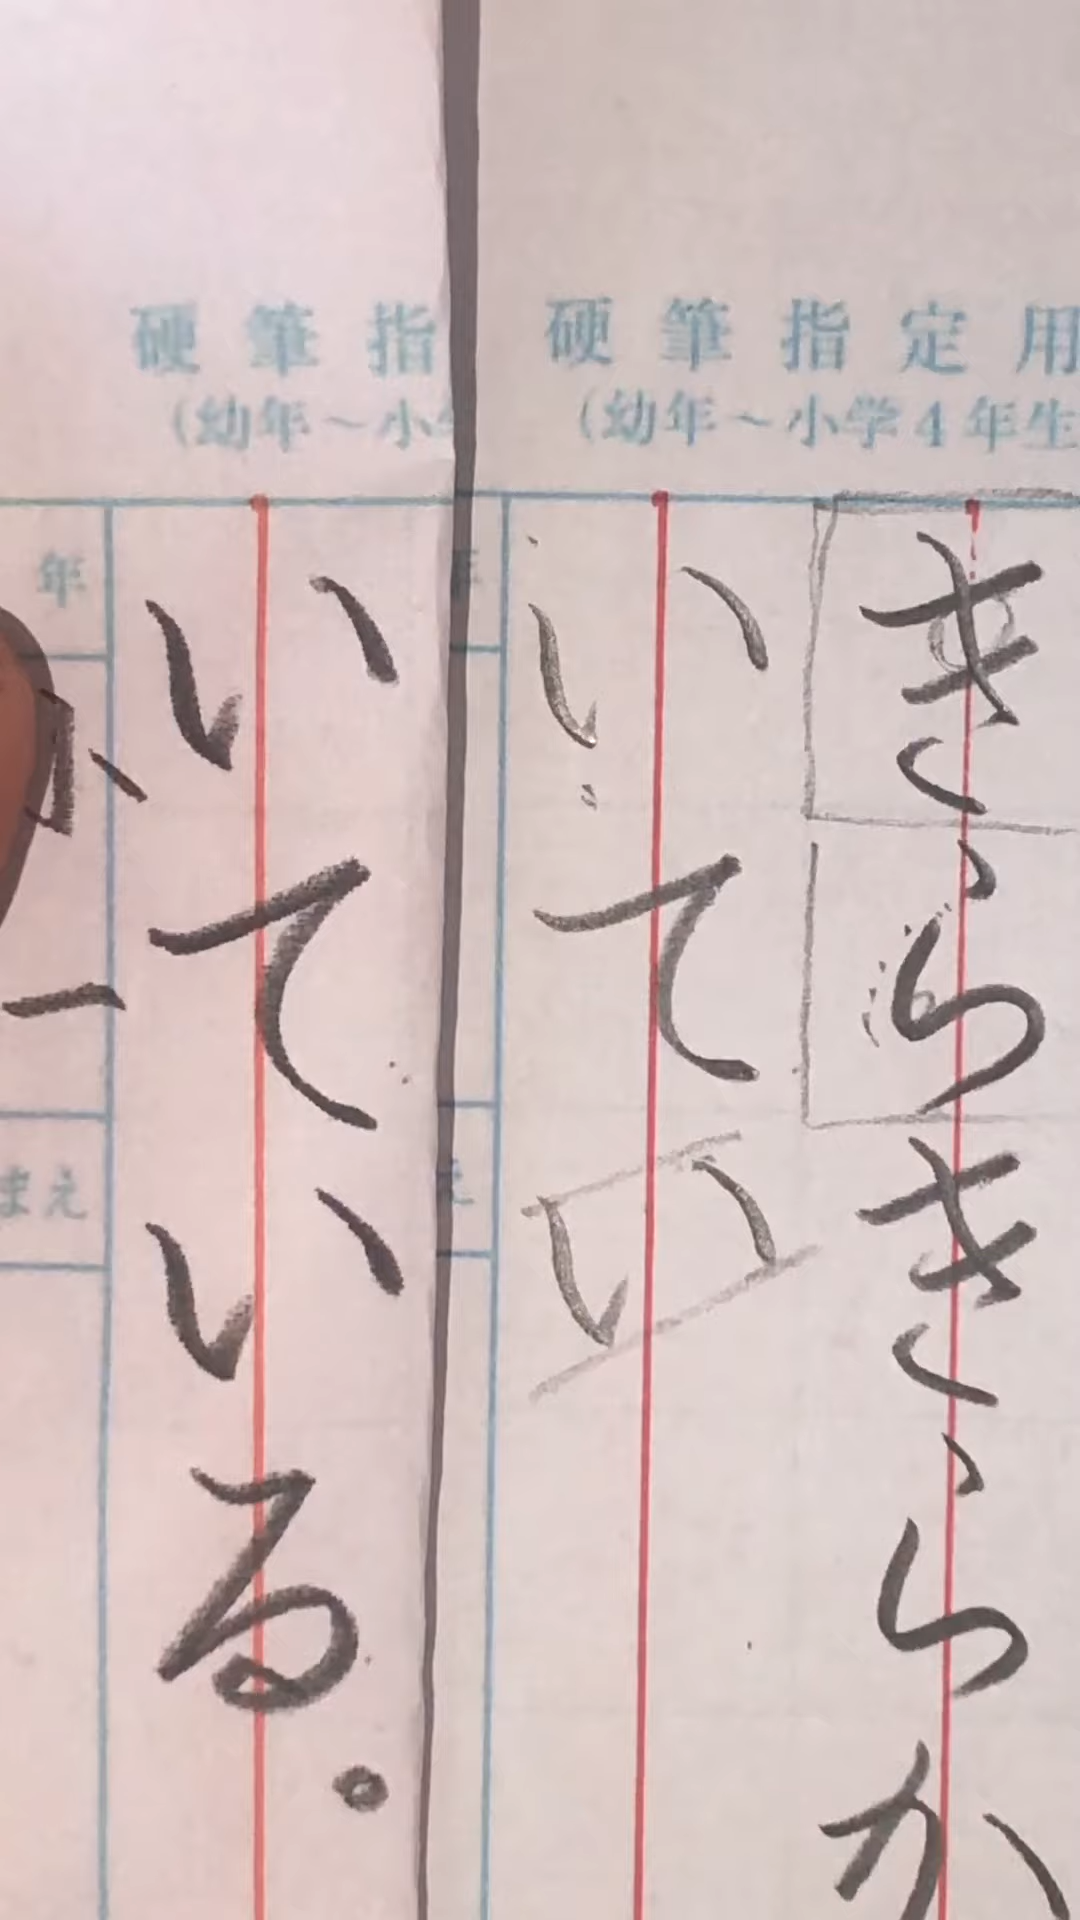 硬筆指
(幼年～小
いている。
年
まえ
硬筆指定用
(幼年～小学4年生
きらきらか
いてい